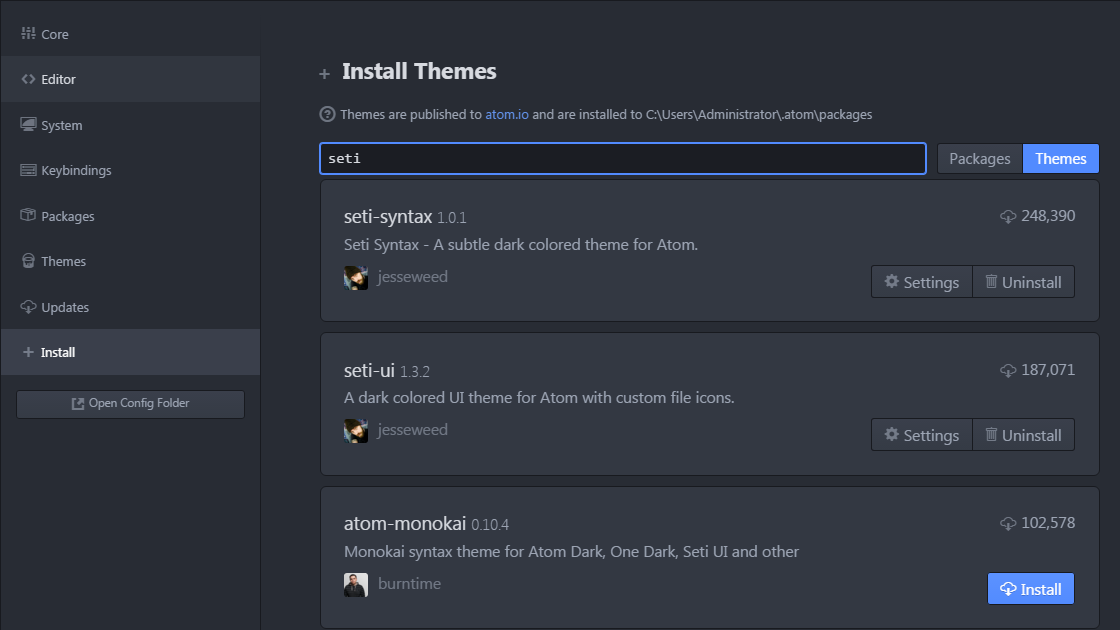 Core
Editor
System
Keybindings
Packages
Themes
Updates
Install
Open Config Folder
Install Themes
Themes are published to atom.io and are installed to C:\Users\Administrator\.atom\packages
seti
Packages Themes
seti-syntax 1.0.1 248,390
Seti Syntax - A subtle dark colored theme for Atom.
jesseweed
Settings Uninstall
seti-ui 1.3.2 187,071
A dark colored UI theme for Atom with custom file icons.
jesseweed
Settings Uninstall
atom-monokai 0.10.4 102,578
Monokai syntax theme for Atom Dark, One Dark, Seti UI and other
burntime
Install